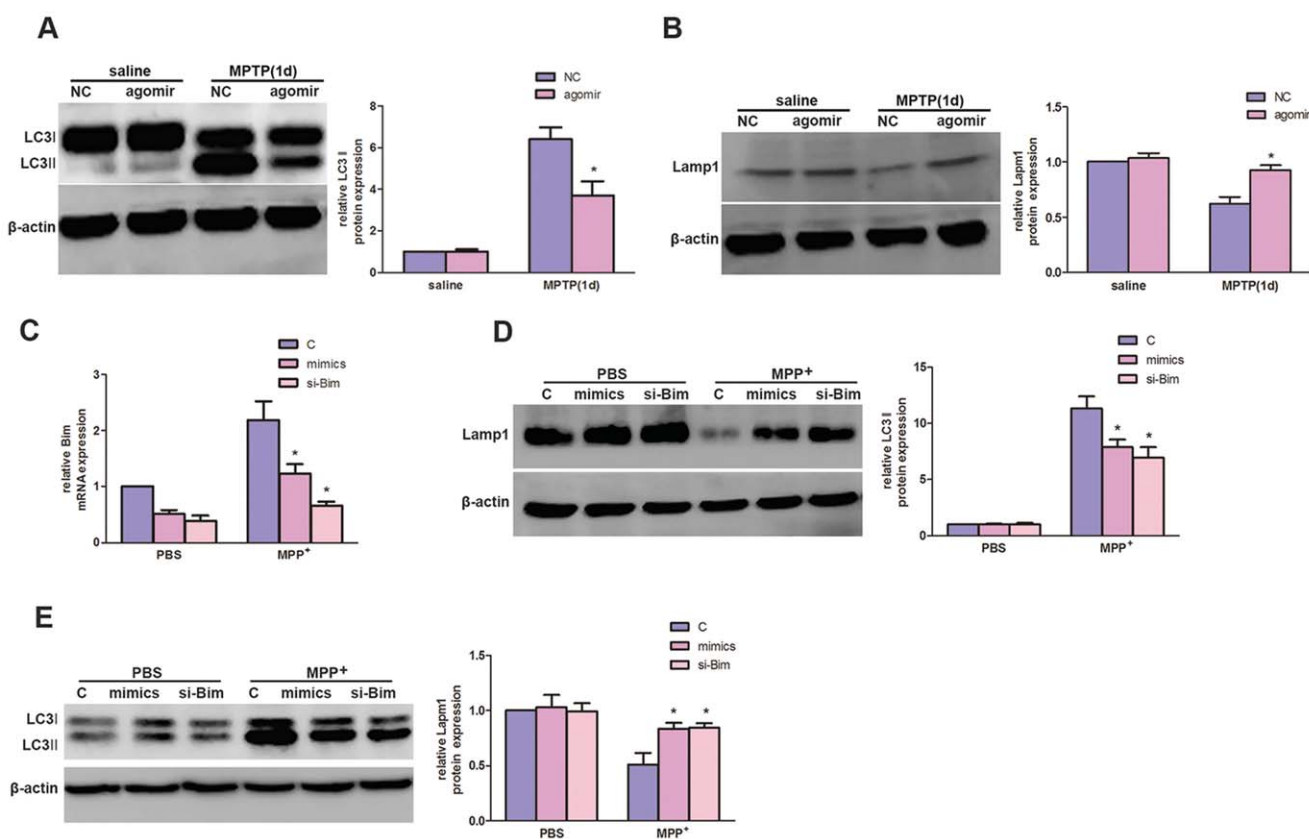 A
saline MPTP(1d)
NC agomir NC agomir
LC3I
LC3II
β-actin
NC
agomir
relative LC3 II
protein expression
8
6
4
2
0
saline MPTP(1d)
*
B
saline MPTP(1d)
NC agomir NC agomir
Lamp1
β-actin
NC
agomir
relative Lapm1
protein expression
1.5
1.0
0.5
0.0
saline MPTP(1d)
*
C
C
mimics
si-Bim
relative Bim
mRNA expression
3
2
1
0
PBS MPP+
* *
D
PBS MPP+
C mimics si-Bim C mimics si-Bim
Lamp1
β-actin
C
mimics
si-Bim
relative LC3 II
protein expression
15
10
5
0
PBS MPP+
* *
E
PBS MPP+
C mimics si-Bim C mimics si-Bim
LC3I
LC3II
β-actin
C
mimics
si-Bim
relative Lapm1
protein expression
1.5
1.0
0.5
0.0
PBS MPP+
* *